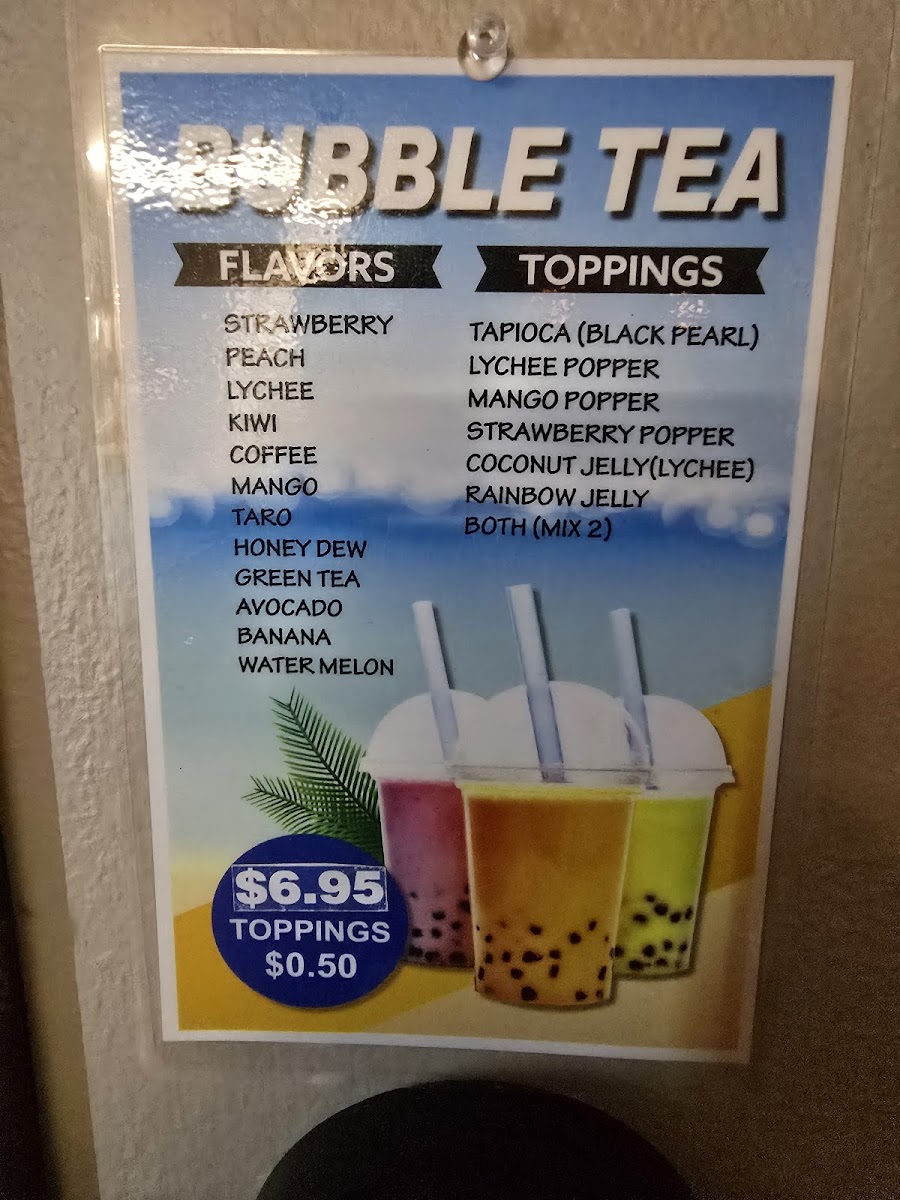 BUBBLE TEA
FLAVORS
STRAWBERRY
PEACH
LYCHEE
KIWI
COFFEE
MANGO
TARO
HONEY DEW
GREEN TEA
AVOCADO
BANANA
WATER MELON
TOPPINGS
TAPIOCA (BLACK PEARL)
LYCHEE POPPER
MANGO POPPER
STRAWBERRY POPPER
COCONUT JELLY(LYCHEE)
RAINBOW JELLY
BOTH (MIX 2)
$6.95
TOPPINGS
$0.50